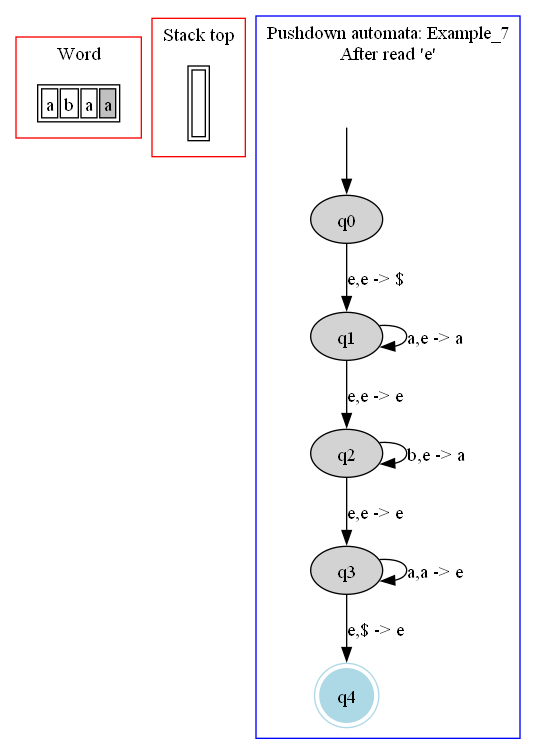 Word
a b a a
Stack top
Pushdown automata: Example_7
After read 'e'
q0
e,e -> $
q1
a,e -> a
e,e -> e
q2
b,e -> a
e,e -> e
q3
a,a -> e
e,$ -> e
q4